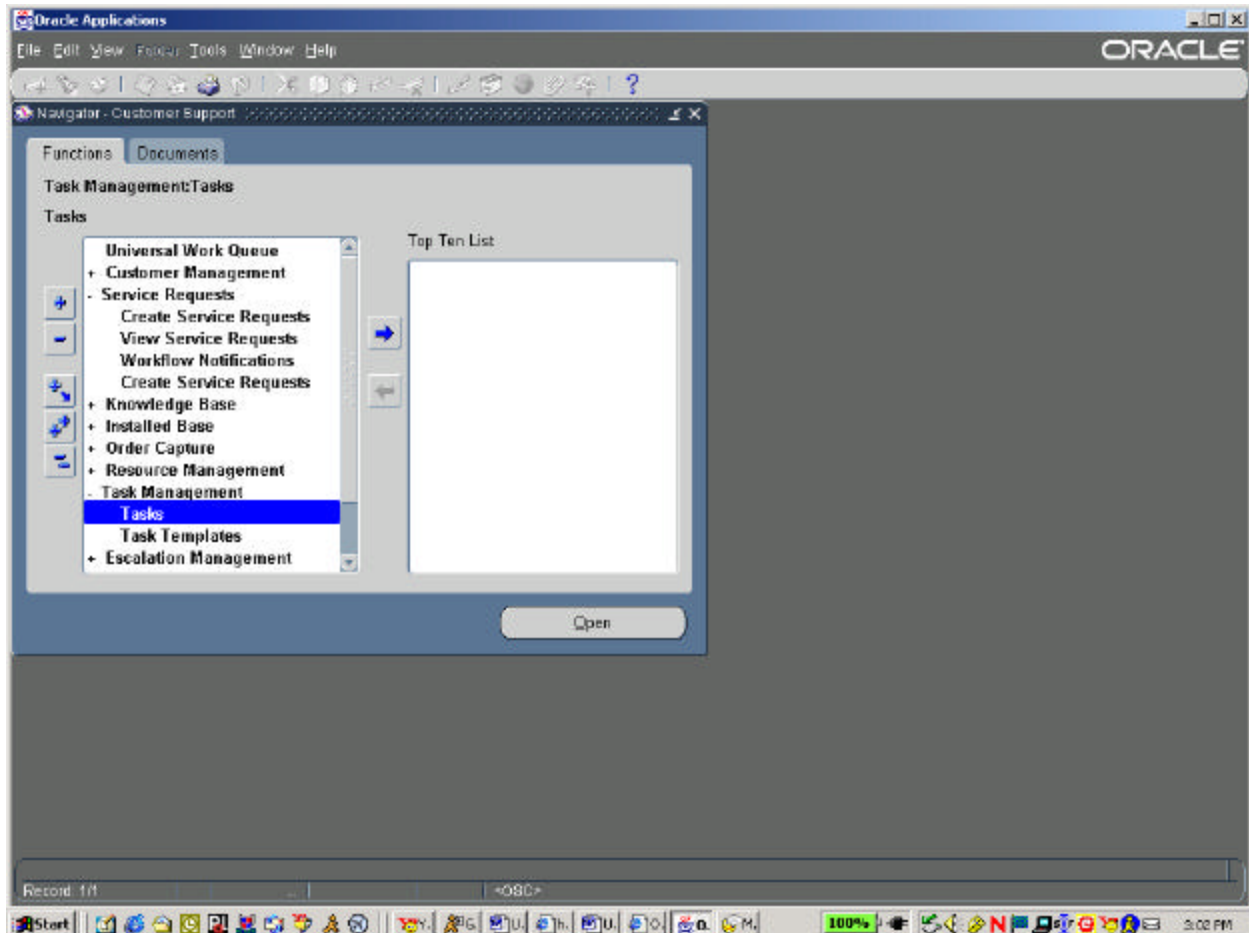 Oracle Applications
File Edit View Folder Tools Window Help
ORACLE
Navigator - Customer Support
Functions Documents
Task Management:Tasks
Tasks
Top Ten List
Universal Work Queue
+ Customer Management
- Service Requests
Create Service Requests
View Service Requests
Workflow Notifications
Create Service Requests
+ Knowledge Base
+ Installed Base
+ Order Capture
+ Resource Management
- Task Management
Tasks
Task Templates
+ Escalation Management
Open
Record: 1/1 ... <OSC>
Start 100% 3:02 PM